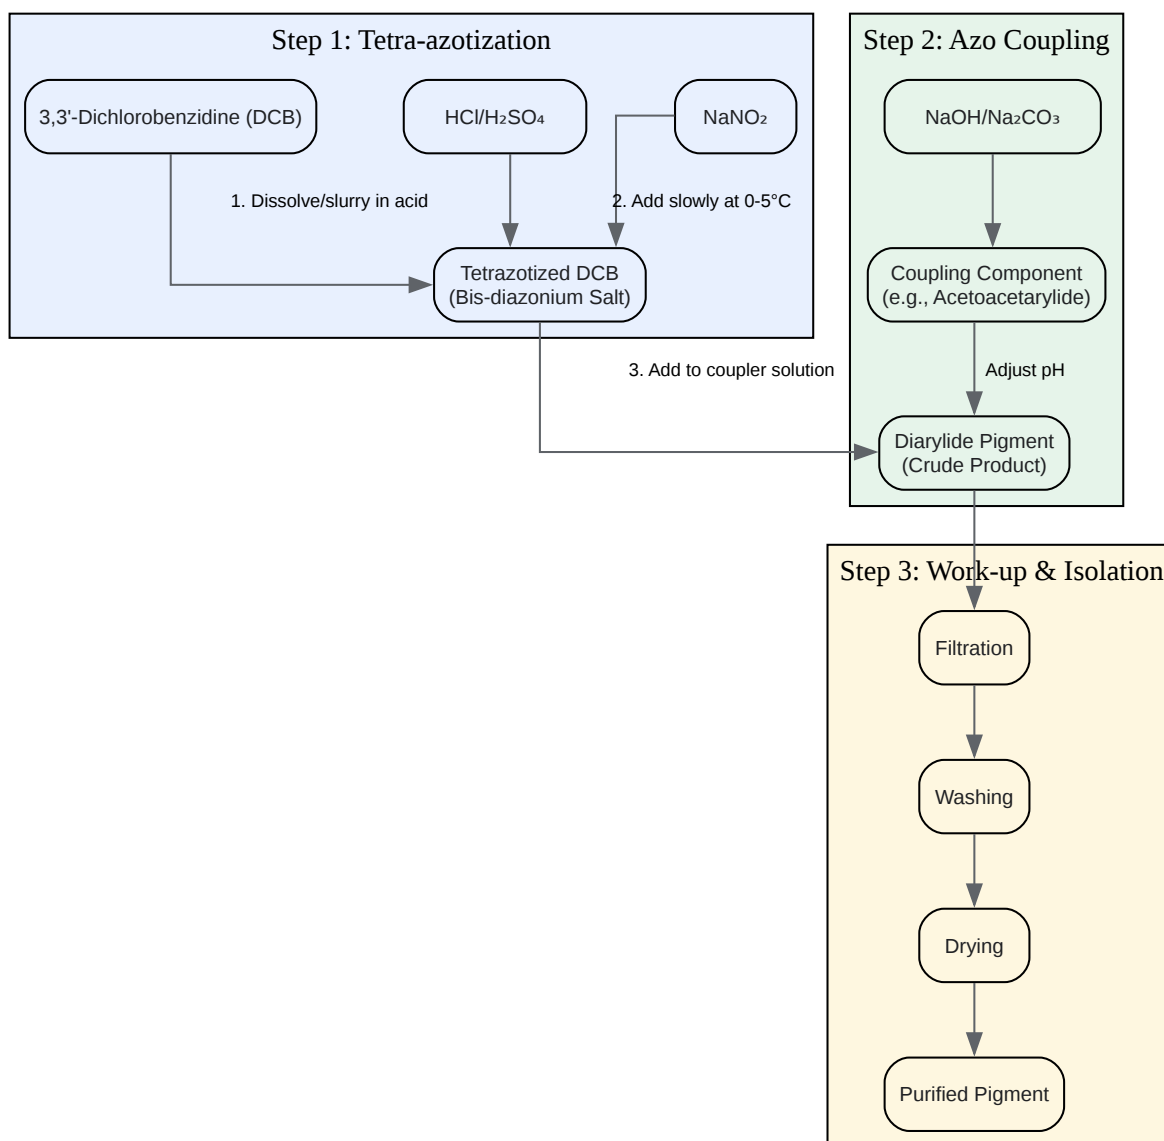 Step 1: Tetra-azotization
3,3'-Dichlorobenzidine (DCB)
HCl/H₂SO₄
NaNO₂
1. Dissolve/slurry in acid
2. Add slowly at 0-5°C
Tetrazotized DCB
(Bis-diazonium Salt)
3. Add to coupler solution
Step 2: Azo Coupling
NaOH/Na₂CO₃
Coupling Component
(e.g., Acetoacetarylide)
Adjust pH
Diarylide Pigment
(Crude Product)
Step 3: Work-up & Isolation
Filtration
Washing
Drying
Purified Pigment